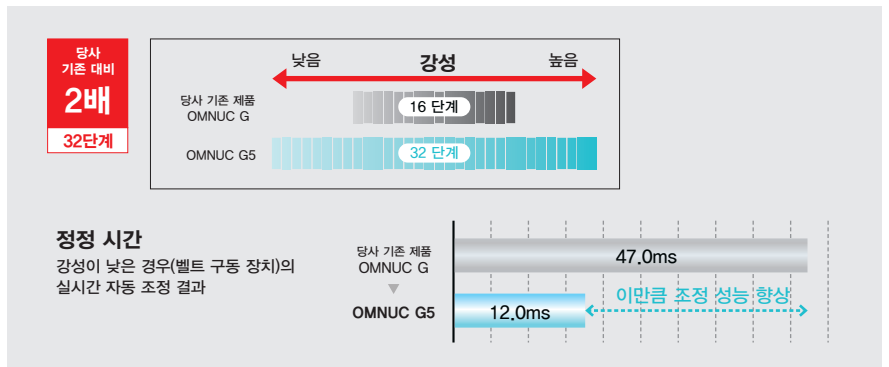 당사
기존 대비
2배
32단계
낮음 강성 높음
당사 기존 제품
OMNUC G
16 단계
OMNUC G5
32 단계
정정 시간
강성이 낮은 경우(벨트 구동 장치)의
실시간 자동 조정 결과
당사 기존 제품
OMNUC G
47.0ms
OMNUC G5
12.0ms
이만큼 조정 성능 향상